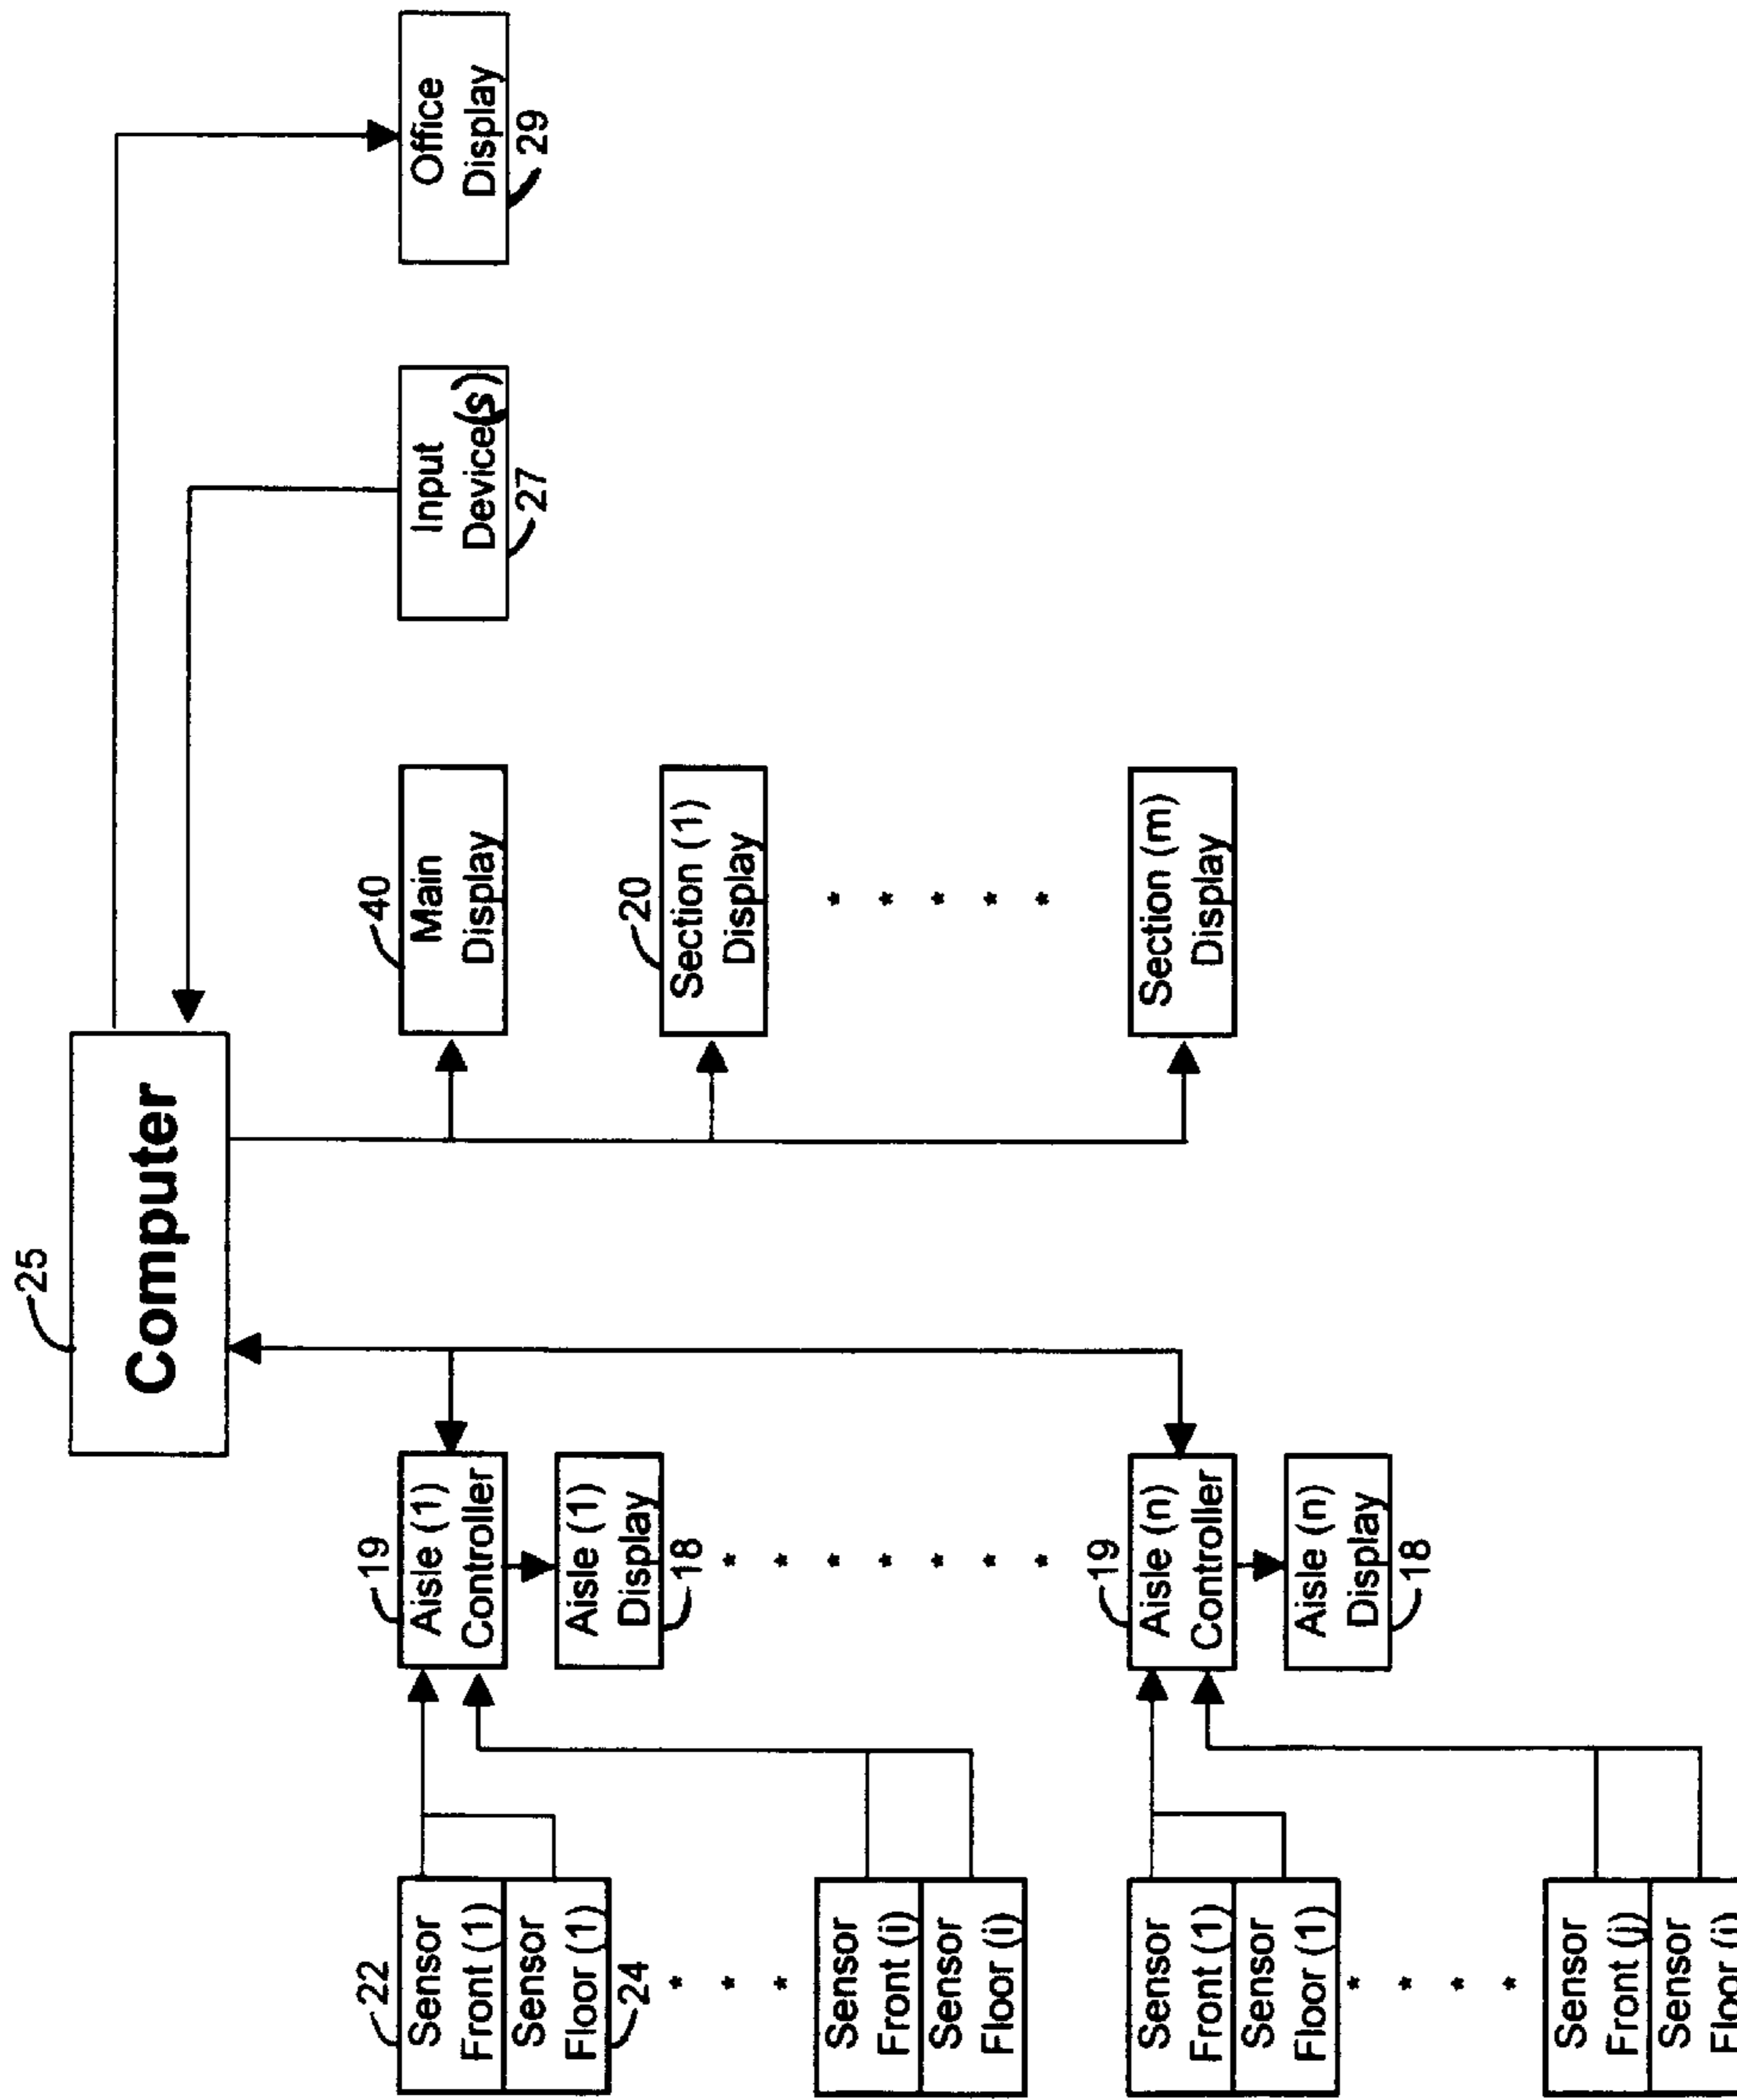 25
Computer
22
Sensor
Front (1)
Sensor
Floor (1)
24
* * *
Sensor
Front (i)
Sensor
Floor (i)
19
Aisle (1)
Controller
Aisle (1)
Display
18
* * * * * * *
40
Main
Display
20
Section (1)
Display
* * * * *
Section (m)
Display
Input
Device(s)
27
Office
Display
29
Sensor
Front (1)
Sensor
Floor (1)
* * * *
Sensor
Front (j)
Sensor
Floor (j)
19
Aisle (n)
Controller
Aisle (n)
Display
18